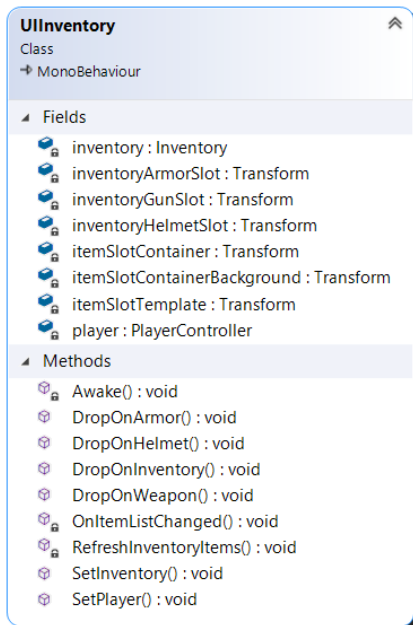 UIInventory
Class
MonoBehaviour
Fields
inventory : Inventory
inventoryArmorSlot : Transform
inventoryGunSlot : Transform
inventoryHelmetSlot : Transform
itemSlotContainer : Transform
itemSlotContainerBackground : Transform
itemSlotTemplate : Transform
player : PlayerController
Methods
Awake() : void
DropOnArmor() : void
DropOnHelmet() : void
DropOnInventory() : void
DropOnWeapon() : void
OnItemListChanged() : void
RefreshInventoryItems() : void
SetInventory() : void
SetPlayer() : void